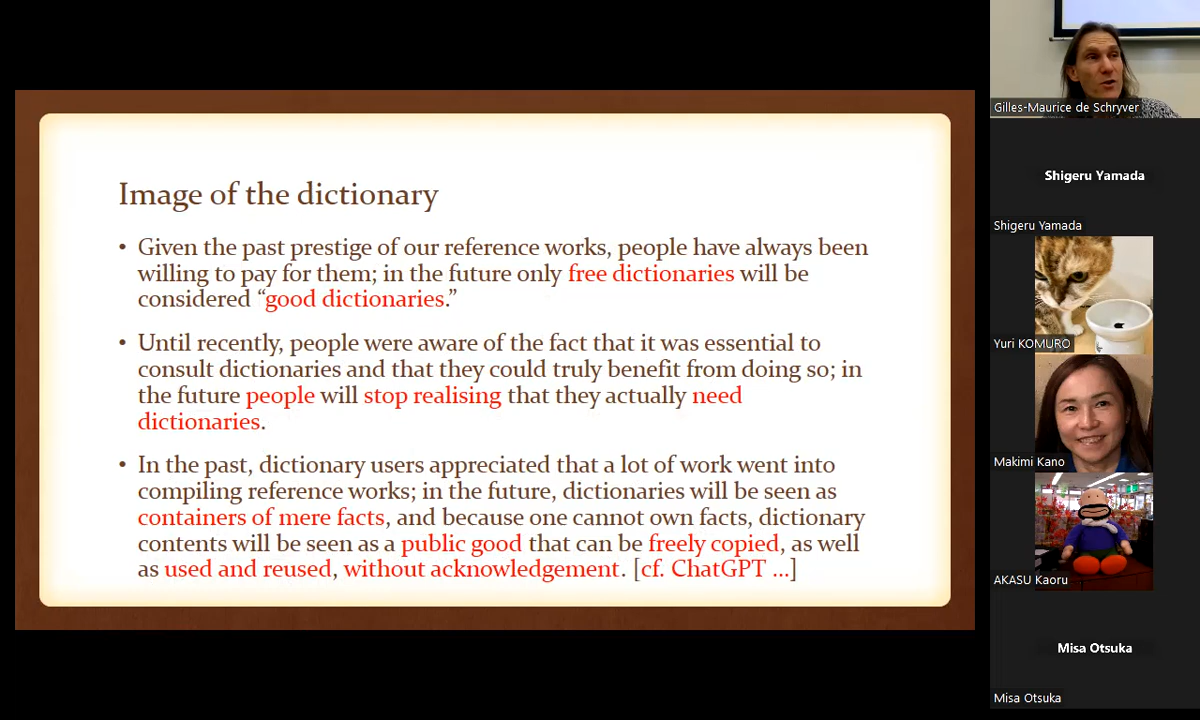 Image of the dictionary
• Given the past prestige of our reference works, people have always been
willing to pay for them; in the future only free dictionaries will be
considered “good dictionaries.”
• Until recently, people were aware of the fact that it was essential to
consult dictionaries and that they could truly benefit from doing so; in
the future people will stop realising that they actually need
dictionaries.
• In the past, dictionary users appreciated that a lot of work went into
compiling reference works; in the future, dictionaries will be seen as
containers of mere facts, and because one cannot own facts, dictionary
contents will be seen as a public good that can be freely copied, as well
as used and reused, without acknowledgement. [cf. ChatGPT ...]
Gilles-Maurice de Schryver
Shigeru Yamada
Shigeru Yamada
Yuri KOMURO
Makimi Kano
AKASU Kaoru
Misa Otsuka
Misa Otsuka